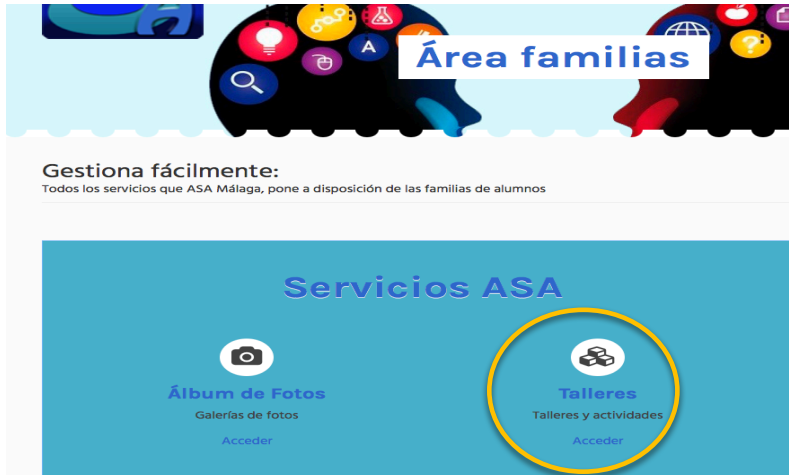 A
Área familias
Gestiona fácilmente:
Todos los servicios que ASA Málaga, pone a disposición de las familias de alumnos
Servicios ASA
Álbum de Fotos
Galerías de fotos
Acceder
Talleres
Talleres y actividades
Acceder